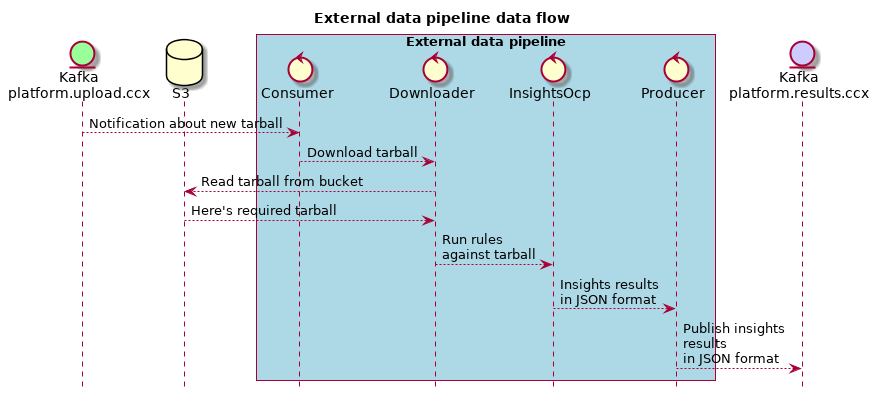 External data pipeline data flow
External data pipeline
Kafka
platform.upload.ccx
S3
Consumer
Downloader
InsightsOcp
Producer
Kafka
platform.results.ccx
Notification about new tarball
Download tarball
Read tarball from bucket
Here's required tarball
Run rules
against tarball
Insights results
in JSON format
Publish insights
results
in JSON format